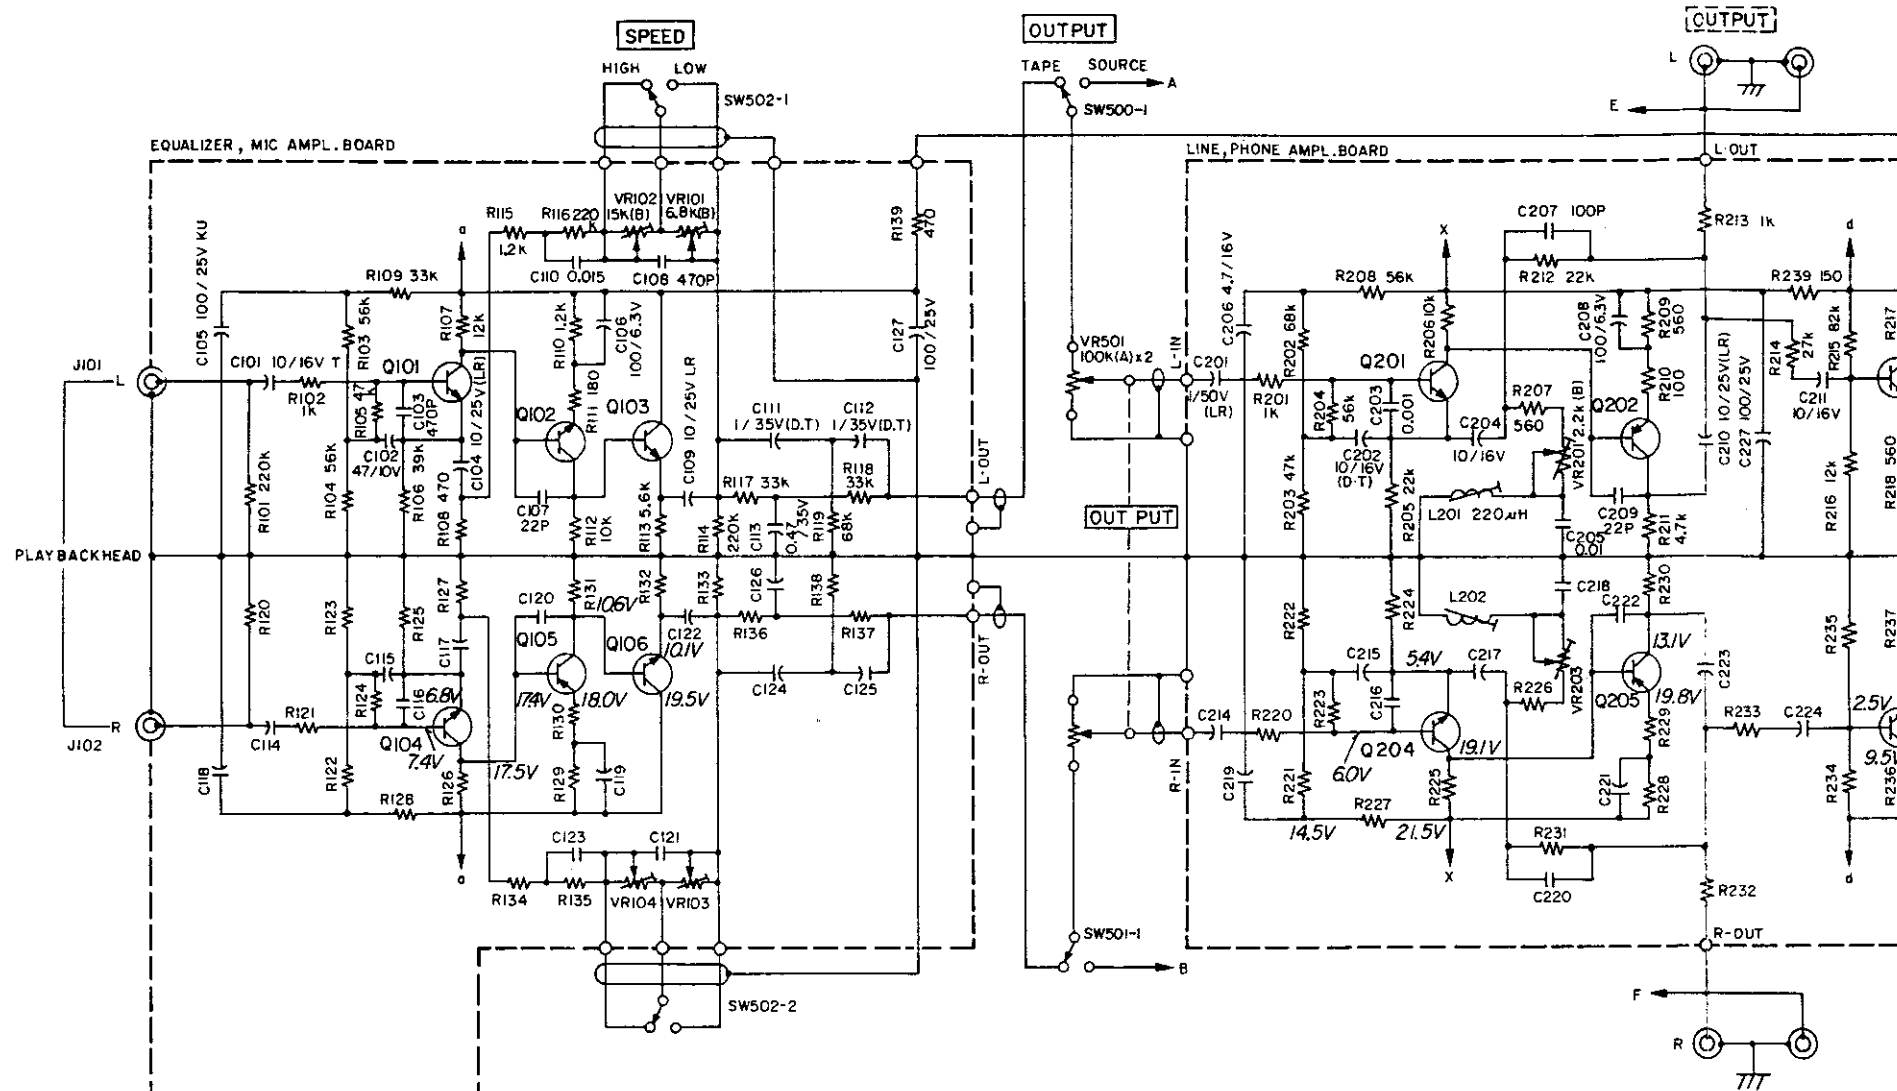 OUTPUT
SPEED
OUTPUT
L
HIGH LOW
TAPE SOURCE
A
SW502-1
SW500-1
E
EQUALIZER, MIC AMPL. BOARD
LINE, PHONE AMPL. BOARD
L·OUT
VR102 VR101
R115
R116 220 k
15K(B)
6.8K(B)
1.2K
R139
470
C207 100P
R213 1K
a
X
d
C105 100/25V KU
R109 33K
C110 0.015
C108 470P
C206 4.7/16V
R208 56K
R212 22K
R239 150
R103 56K
R107
12K
R110 1.2K
C106
100/6.3V
C127
100/25V
R202 68K
R206 10K
C208
100/6.3V
R209
560
R214
27K
R215 82K
R217
J101
L
C101 10/16V T
Q101
VR501
100K(A)x2
L-IN
C201
Q201
R102
1K
R105 47 K
C103
470P
C104 10/25V(LR)
Q102
R111 180
Q103
1/50V
(LR)
R201
1K
R204
56K
C203
0.001
R207
560
VR201 2.2K(B)
Q202
R210
100
C210 10/25V(LR)
C227 100/25V
C211
10/16V
C111
1/35V(D.T)
C112
1/35V(D.T)
C109 10/25V LR
C204
10/16V
C102
47/10V
C202
10/16V
(D·T)
R101 220K
R104 56K
R106 39K
R108 470
C107
22P
R112
10K
R113 5.6K
R114
220K
R117 33K
R118
33K
C113
0.47
/35V
R119
68K
L·OUT
OUTPUT
R203 47K
R205 22K
L201 220μH
C205
0.01
C209
22P
R211
4.7K
R216 12K
R218 560
PLAYBACK HEAD
R120
R123
R125
R127
C120
R131
10.6V
R132
R133
C126
R138
R222
R224
L202
C218
C222
R230
R235
R237
Q105
Q106
C122
10.1V
R136
R137
13.1V
C115
C117
C124
C125
R-OUT
C215
5.4V
C217
C223
R124
C116
6.8V
17.4V
18.0V
19.5V
R223
C216
R226
VR203
Q205
19.8V
2.5V
J102
R
C114
R121
Q104
7.4V
17.5V
R130
C214
R220
Q204
6.0V
19.1V
R229
R233
C224
9.5V
C118
R122
R126
R129
C119
R-IN
C219
R221
R225
C221
R228
R234
R236
R128
R227
14.5V
21.5V
a
C123
C121
R231
X
d
R134
R135
VR104
VR103
C220
R232
SW501-1
R-OUT
B
SW502-2
F
R